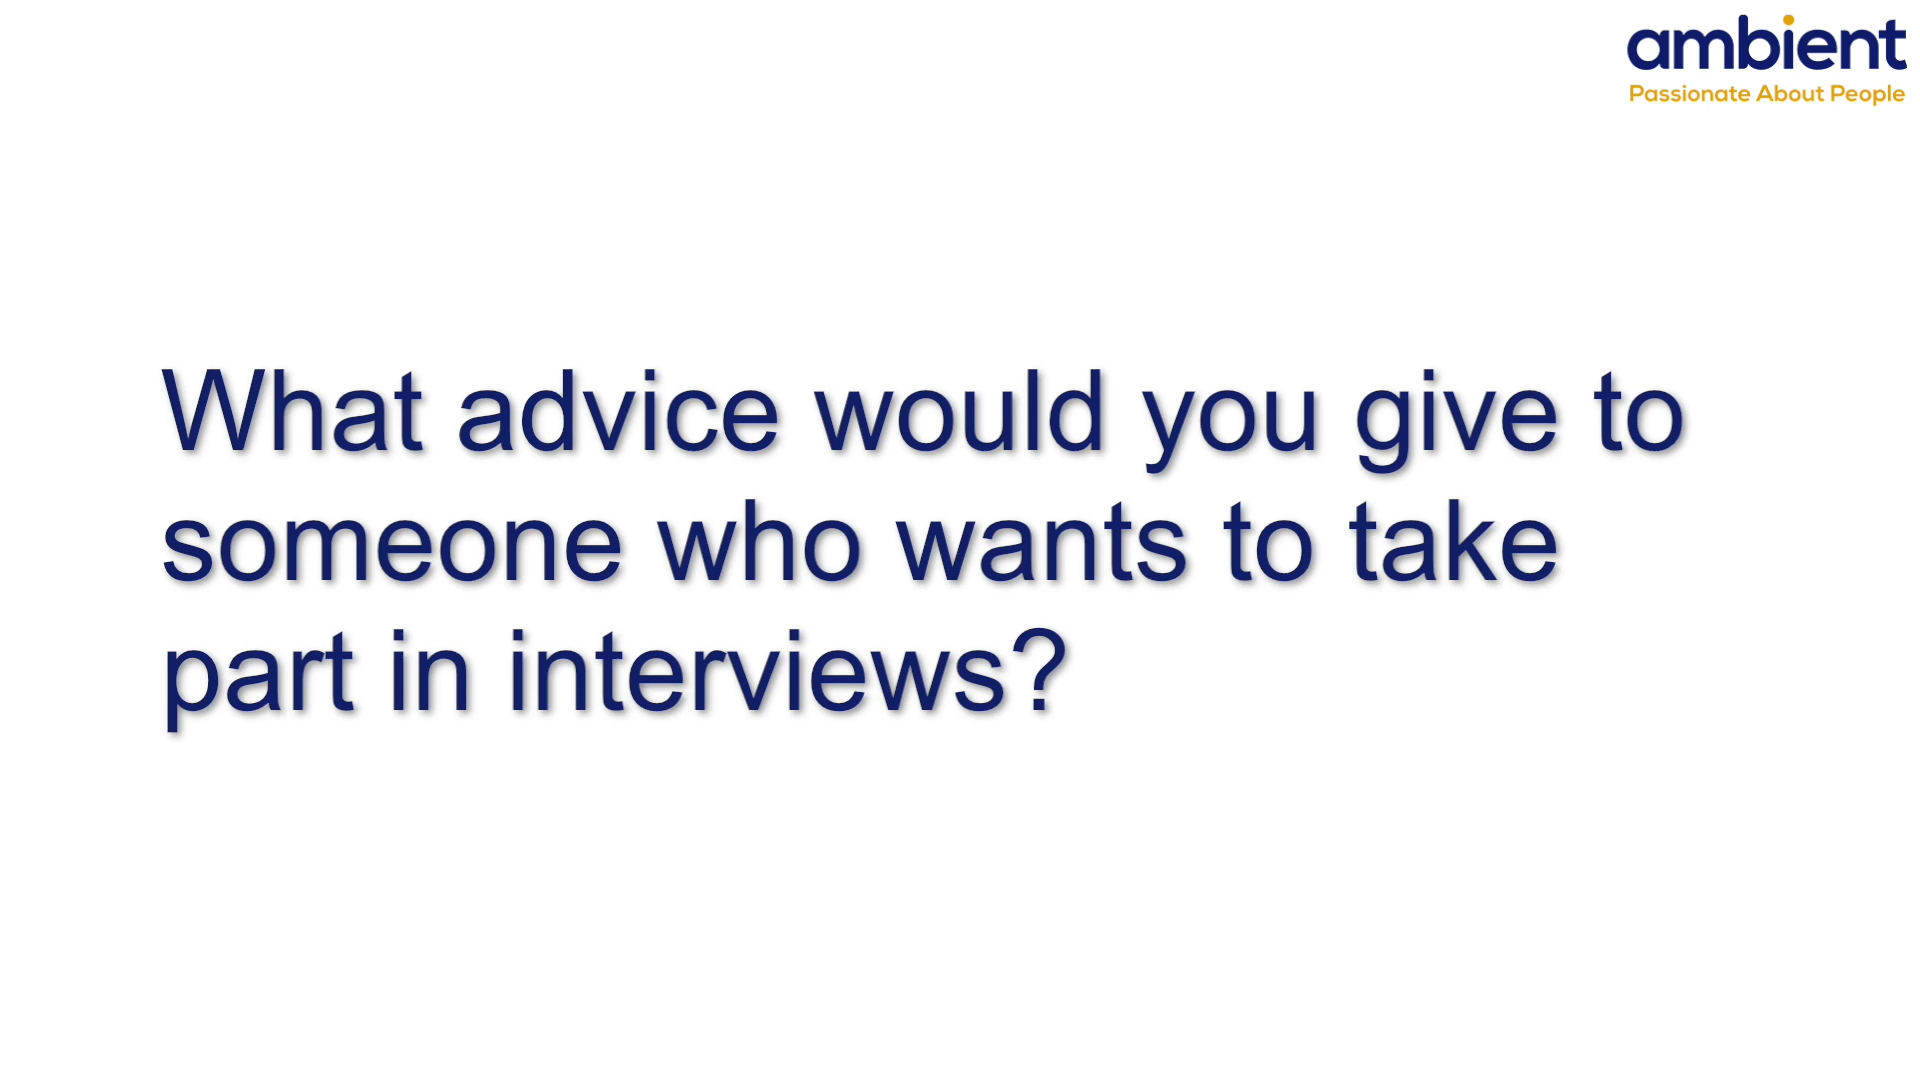 ambient
Passionate About People
What advice would you give to
someone who wants to take
part in interviews?